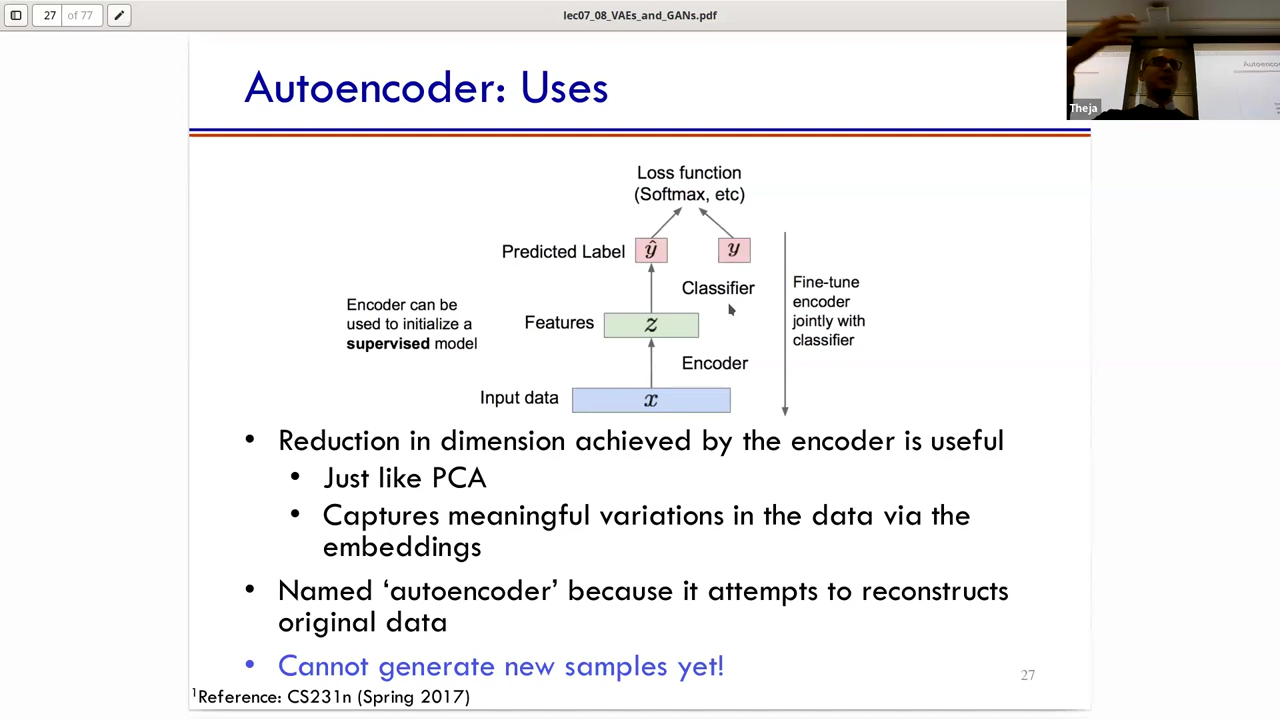 27 of 77
lec07_08_VAEs_and_GANs.pdf
Theja
Autoencoder: Uses
Loss function
(Softmax, etc)
Predicted Label
ŷ
y
Classifier
Fine-tune
encoder
jointly with
classifier
Encoder can be
used to initialize a
supervised model
Features
z
Encoder
Input data
x
• Reduction in dimension achieved by the encoder is useful
• Just like PCA
• Captures meaningful variations in the data via the
embeddings
• Named ‘autoencoder’ because it attempts to reconstructs
original data
• Cannot generate new samples yet!
27
¹Reference: CS231n (Spring 2017)